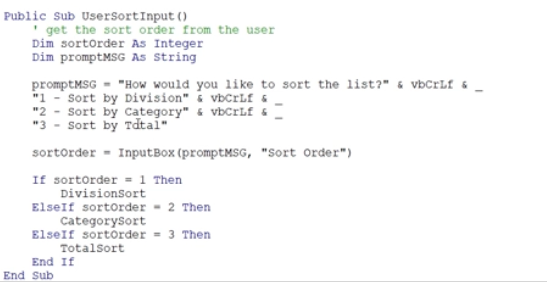 Public Sub UserSortInput()
' get the sort order from the user
Dim sortOrder As Integer
Dim promptMSG As String
promptMSG = "How would you like to sort the list?" & vbCrLf & _
"1 - Sort by Division" & vbCrLf & _
"2 - Sort by Category" & vbCrLf & _
"3 - Sort by Total"
sortOrder = InputBox(promptMSG, "Sort Order")
If sortOrder = 1 Then
DivisionSort
ElseIf sortOrder = 2 Then
CategorySort
ElseIf sortOrder = 3 Then
TotalSort
End If
End Sub